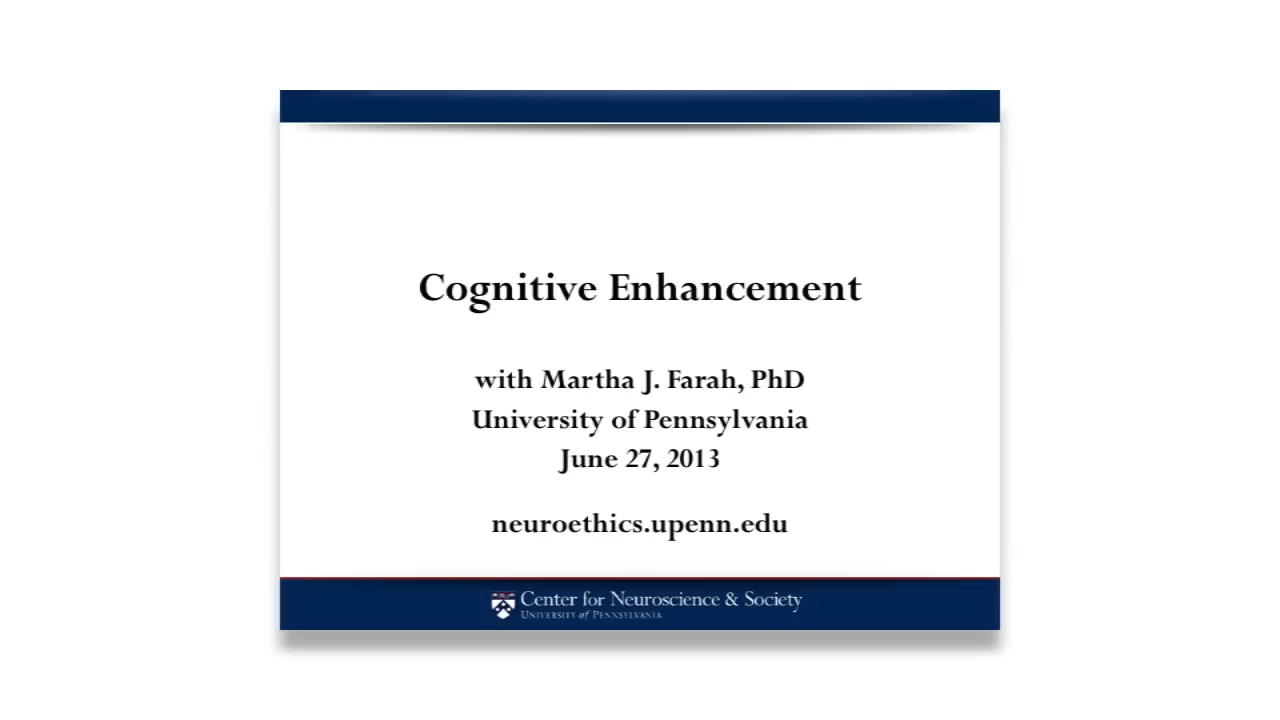 Cognitive Enhancement
with Martha J. Farah, PhD
University of Pennsylvania
June 27, 2013
neuroethics.upenn.edu
Center for Neuroscience & Society
UNIVERSITY of PENNSYLVANIA